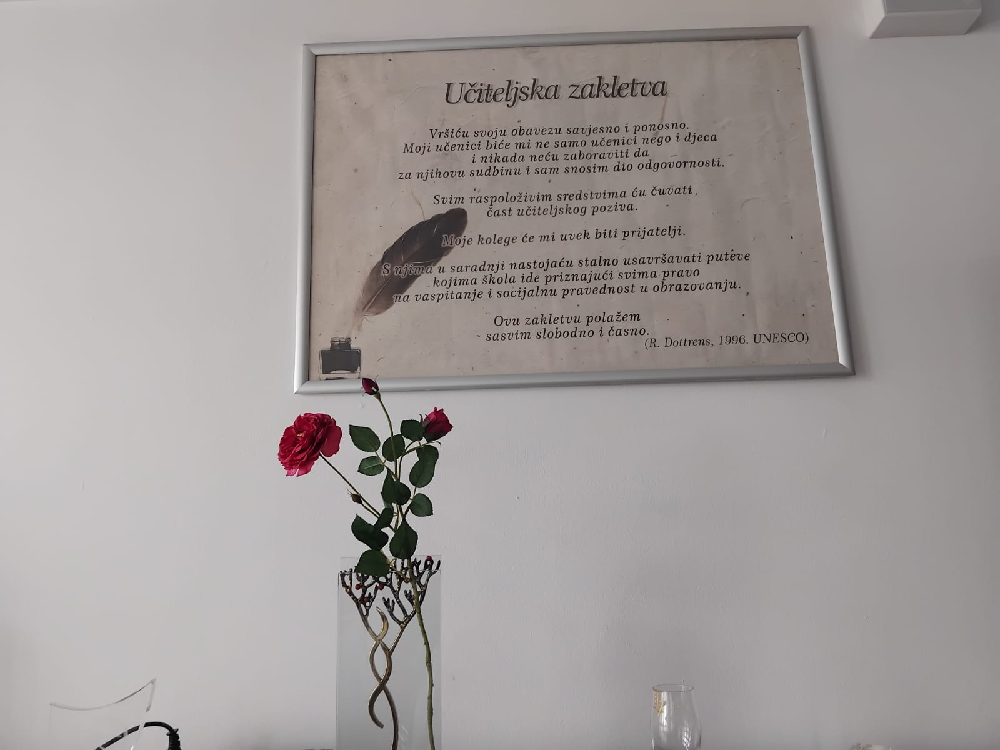 Učiteljska zakletva
Vršiću svoju obavezu savjesno i ponosno.
Moji učenici biće mi ne samo učenici nego i djeca
i nikada neću zaboraviti da
za njihovu sudbinu i sam snosim dio odgovornosti.
Svim raspoloživim sredstvima ću čuvati
čast učiteljskog poziva.
Moje kolege će mi uvek biti prijatelji.
S njima u saradnji nastojaću stalno usavršavati puteve
kojima škola ide priznajući svima pravo
na vaspitanje i socijalnu pravednost u obrazovanju.
Ovu zakletvu polažem
sasvim slobodno i časno.
(R. Dottrens, 1996. UNESCO)